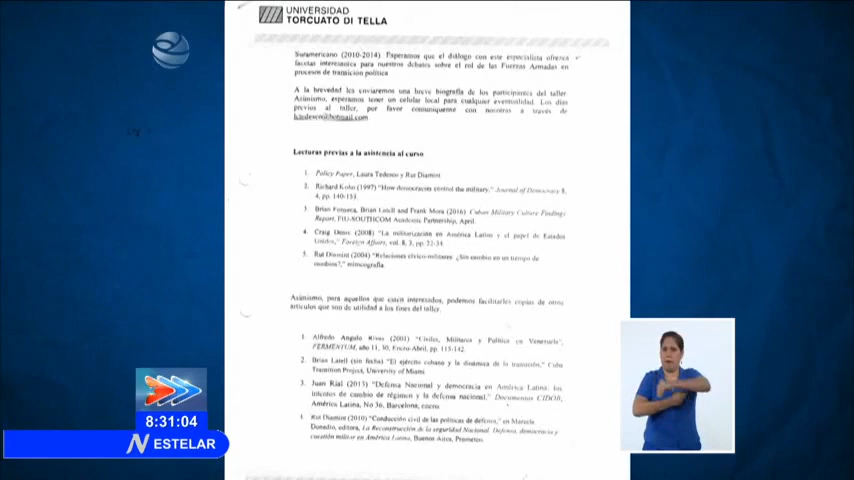 UNIVERSIDAD
TORCUATO DI TELLA
Suramericano (2010-2014). Esperamos que el diálogo con este especialista ofrezca
facetas interesantes para nuestros debates sobre el rol de las Fuerzas Armadas en
procesos de transición política
A la brevedad les enviaremos una breve biografía de los participantes del taller
Asimismo, esperamos tener un celular local para cualquier eventualidad. Los días
previos al taller, por favor comuníquense con nosotros a través de
@hotmail.com
Lecturas previas a la asistencia al curso
1. Policy Paper, Laura Tedesco y Rut Diamint
2. Richard Kohn (1997) "How democracies control the military," Journal of Democracy 8,
4, pp. 140-153.
3 Brian Fonseca, Brian Latell and Frank Mora (2016) Cuban Military Culture Findings
Report, FIU-SOUTHCOM Academic Partnership, April.
4. Craig Deare (2008) "La militarización en América Latina y el papel de Estados
Unidos," Foreign Affairs, vol. 8, 3, pp. 22-34.
5. Rut Diamint (2004) "Relaciones cívico-militares: ¿Sin cambio en un tiempo de
cambios?," mimeografía.
Asimismo, para aquellos que estén interesados, podemos facilitarles copias de otros
artículos que son de utilidad a los fines del taller.
1. Alfredo Angulo Rivas (2001) "Civiles, Militares y Política en Venezuela",
FERMENTUM, año 11, 30, Enero-Abril, pp. 115-142.
2. Brian Latell (sin fecha) "El ejército cubano y la dinámica de la transición," Cuba
Transition Project, University of Miami
3. Juan Rial (2013) "Defensa Nacional y democracia en América Latina: los
intentos de cambio de régimen y la defensa nacional," Documentos CIDOB,
América Latina, No 36, Barcelona, enero
4. Rut Diamint (2010) "Conducción civil de las políticas de defensa," en Marcela
Donadio, editora, La Reconstrucción de la seguridad Nacional. Defensa, democracia y
cuestión militar en América Latina, Buenos Aires, Prometeo.
8:31:04
N ESTELAR